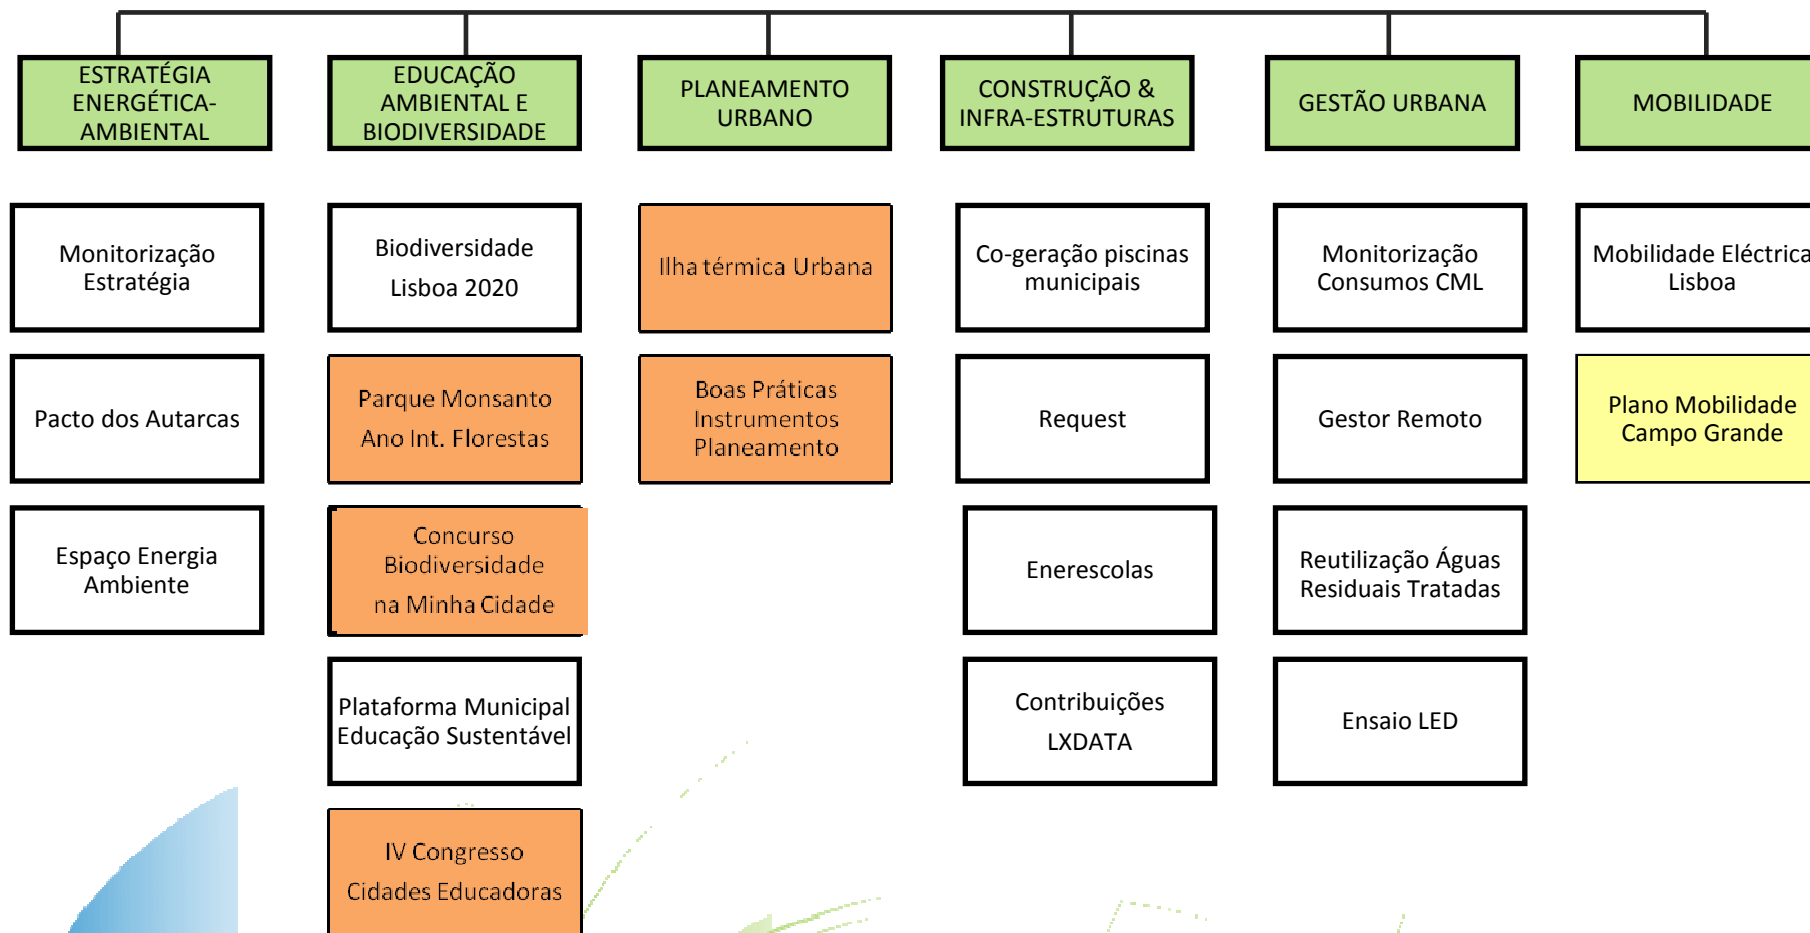 ESTRATÉGIA
ENERGÉTICA-
AMBIENTAL
EDUCAÇÃO
AMBIENTAL E
BIODIVERSIDADE
PLANEAMENTO
URBANO
CONSTRUÇÃO &
INFRA-ESTRUTURAS
GESTÃO URBANA
MOBILIDADE
Monitorização
Estratégia
Biodiversidade
Lisboa 2020
Ilha térmica Urbana
Co-geração piscinas
municipais
Monitorização
Consumos CML
Mobilidade Eléctrica
Lisboa
Pacto dos Autarcas
Parque Monsanto
Ano Int. Florestas
Boas Práticas
Instrumentos
Planeamento
Request
Gestor Remoto
Plano Mobilidade
Campo Grande
Espaço Energia
Ambiente
Concurso
Biodiversidade
na Minha Cidade
Enerescolas
Reutilização Águas
Residuais Tratadas
Plataforma Municipal
Educação Sustentável
Contribuições
LXDATA
Ensaio LED
IV Congresso
Cidades Educadoras